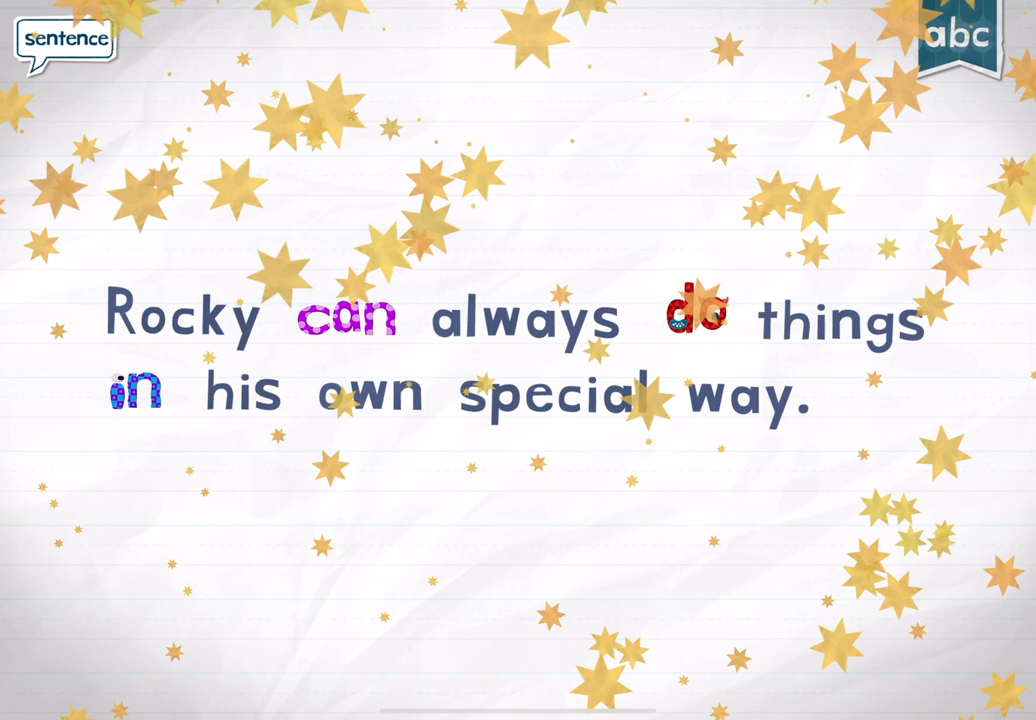 sentence
abc
Rocky can always do things
in his own special way.